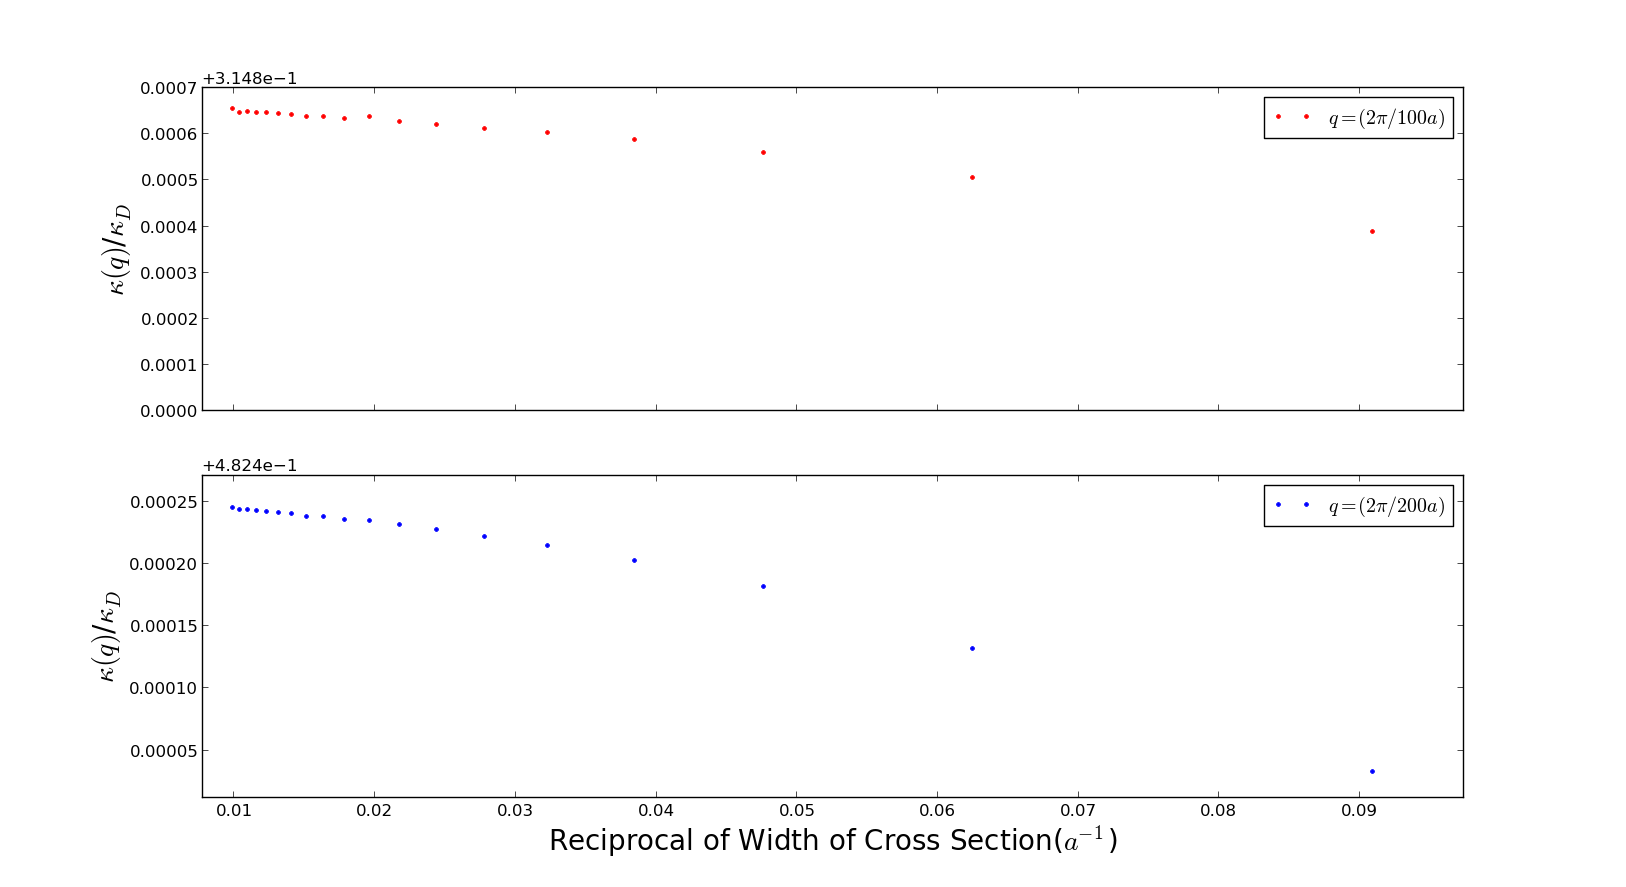 +3.148e−1
0.0007
0.0006
0.0005
0.0004
0.0003
0.0002
0.0001
0.0000
κ(q)/κ_D
q=(2π/100a)
+4.824e−1
0.00025
0.00020
0.00015
0.00010
0.00005
κ(q)/κ_D
q=(2π/200a)
0.01 0.02 0.03 0.04 0.05 0.06 0.07 0.08 0.09
Reciprocal of Width of Cross Section(a⁻¹)